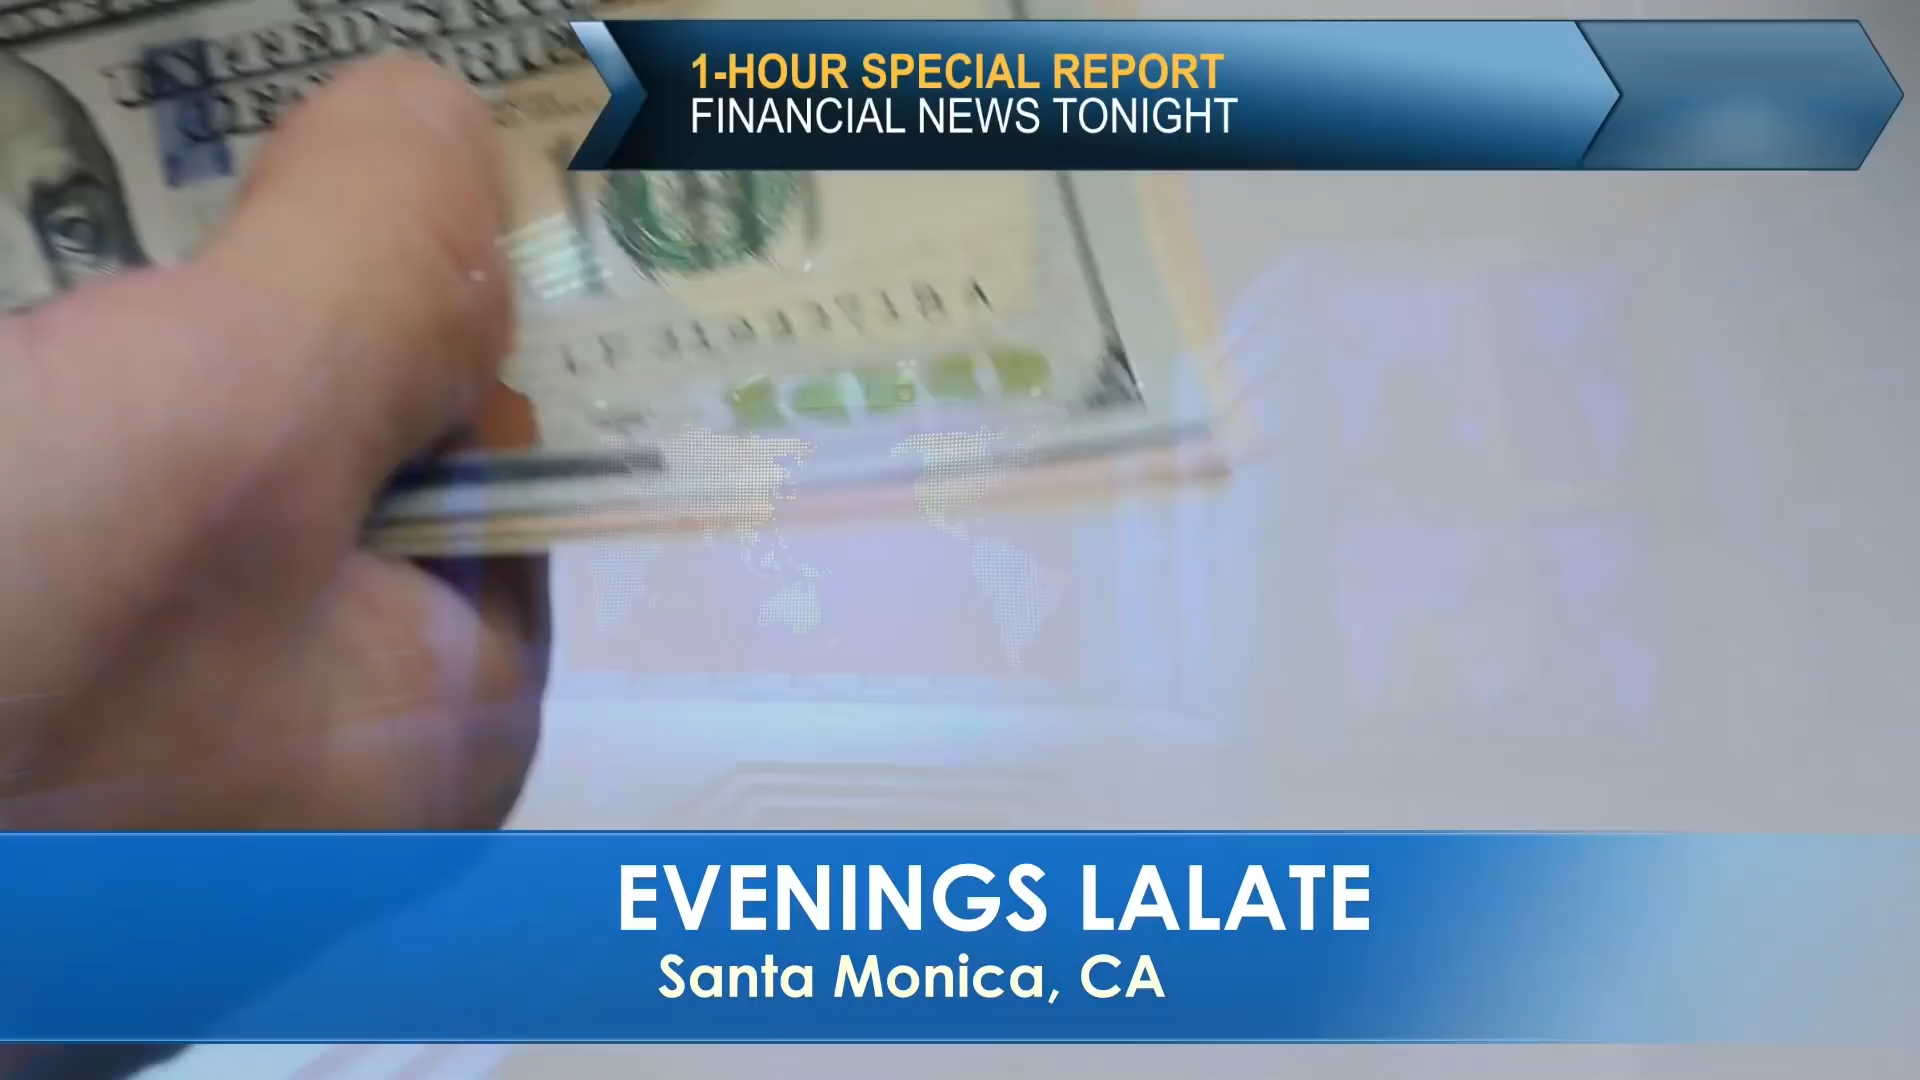 1-HOUR SPECIAL REPORT
FINANCIAL NEWS TONIGHT
EVENINGS LALATE
Santa Monica, CA